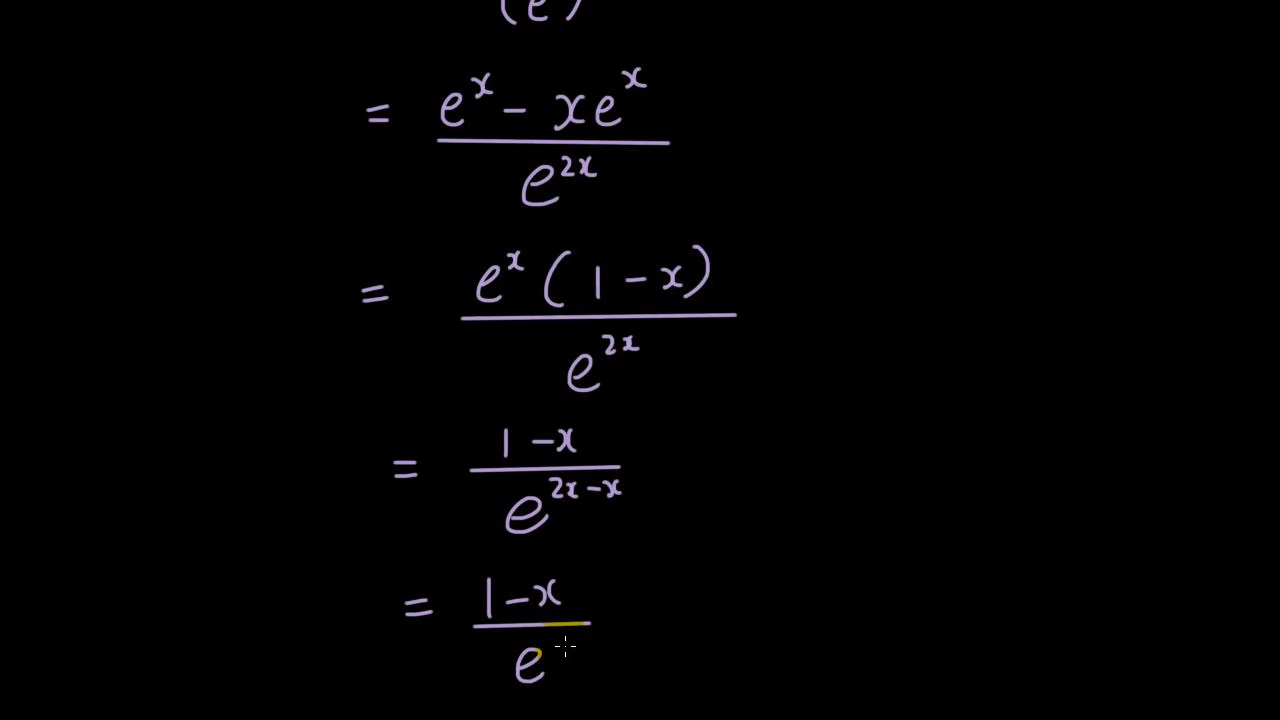 (e )
= (e^x - xe^x) / e^{2x}
= e^x (1 - x) / e^{2x}
= (1 - x) / e^{2x - x}
= (1 - x) / e